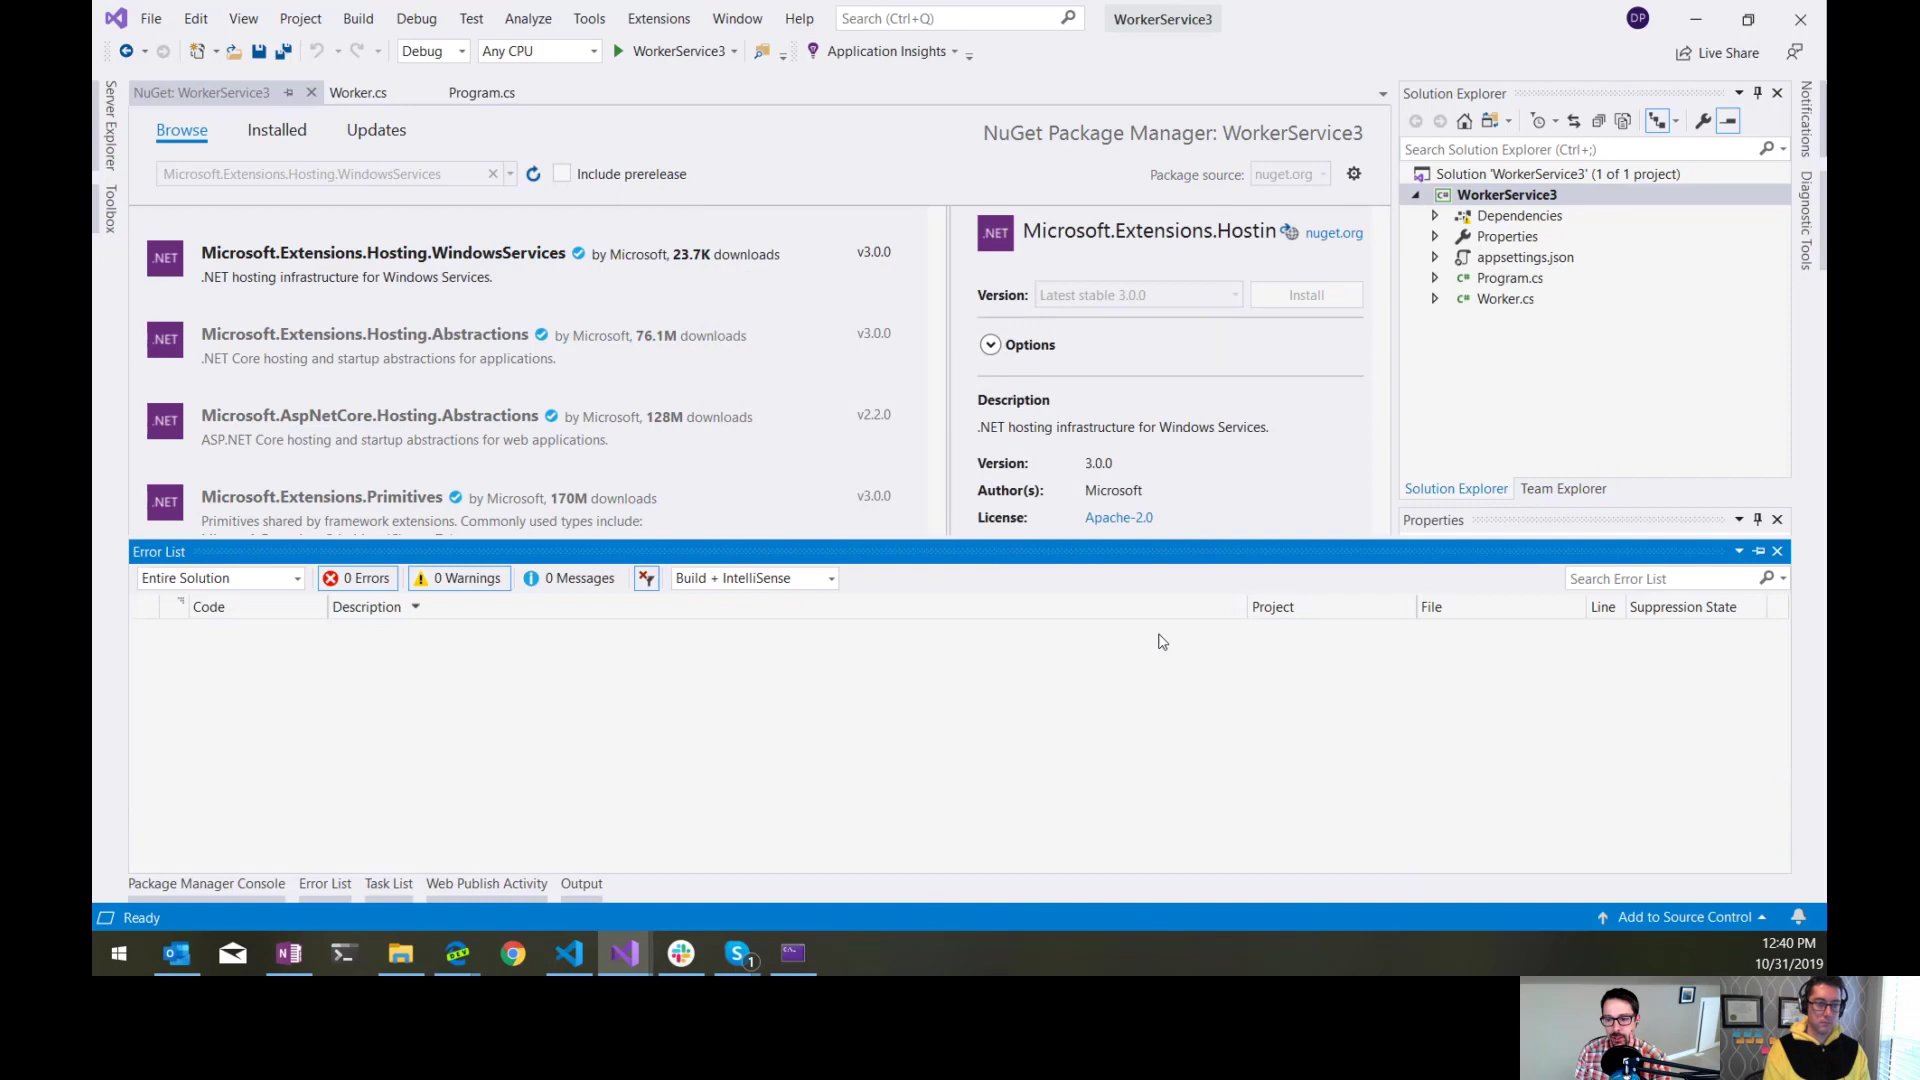 File Edit View Project Build Debug Test Analyze Tools Extensions Window Help Search (Ctrl+Q) WorkerService3 DP
Debug Any CPU WorkerService3 Application Insights Live Share
Server Explorer
Toolbox
NuGet: WorkerService3 Worker.cs Program.cs
Browse Installed Updates
NuGet Package Manager: WorkerService3
Microsoft.Extensions.Hosting.WindowsServices Include prerelease
Package source: nuget.org
.NET Microsoft.Extensions.Hosting.WindowsServices by Microsoft, 23.7K downloads v3.0.0
.NET hosting infrastructure for Windows Services.
.NET Microsoft.Extensions.Hosting.Abstractions by Microsoft, 76.1M downloads v3.0.0
.NET Core hosting and startup abstractions for applications.
.NET Microsoft.AspNetCore.Hosting.Abstractions by Microsoft, 128M downloads v2.2.0
ASP.NET Core hosting and startup abstractions for web applications.
.NET Microsoft.Extensions.Primitives by Microsoft, 170M downloads v3.0.0
Primitives shared by framework extensions. Commonly used types include:
.NET Microsoft.Extensions.Hostin nuget.org
Version: Latest stable 3.0.0 Install
Options
Description
.NET hosting infrastructure for Windows Services.
Version: 3.0.0
Author(s): Microsoft
License: Apache-2.0
Solution Explorer
Search Solution Explorer (Ctrl+;)
Solution 'WorkerService3' (1 of 1 project)
C# WorkerService3
Dependencies
Properties
appsettings.json
C# Program.cs
C# Worker.cs
Solution Explorer Team Explorer
Properties
Notifications
Diagnostic Tools
Error List
Entire Solution 0 Errors 0 Warnings 0 Messages Build + IntelliSense Search Error List
Code Description Project File Line Suppression State
Package Manager Console Error List Task List Web Publish Activity Output
Ready Add to Source Control
DEV
1
12:40 PM
10/31/2019